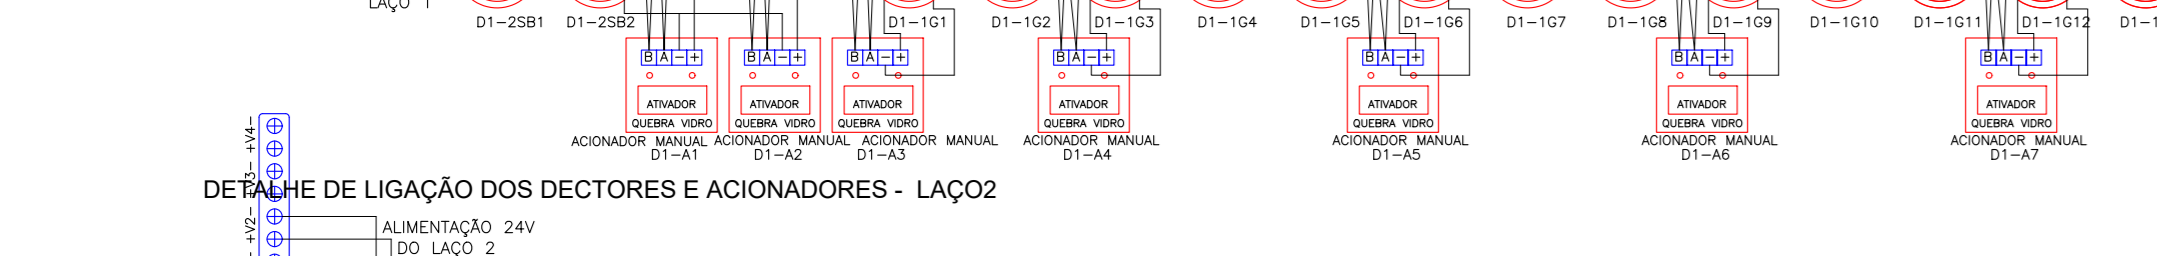 LAÇO 1
D1-2SB1 D1-2SB2 D1-1G1 D1-1G2 D1-1G3 D1-1G4 D1-1G5 D1-1G6 D1-1G7 D1-1G8 D1-1G9 D1-1G10 D1-1G11 D1-1G12 D1-1
B A - + B A - + B A - + B A - + B A - + B A - + B A - +
ATIVADOR ATIVADOR ATIVADOR ATIVADOR ATIVADOR ATIVADOR ATIVADOR
QUEBRA VIDRO QUEBRA VIDRO QUEBRA VIDRO QUEBRA VIDRO QUEBRA VIDRO QUEBRA VIDRO QUEBRA VIDRO
ACIONADOR MANUAL ACIONADOR MANUAL ACIONADOR MANUAL ACIONADOR MANUAL ACIONADOR MANUAL ACIONADOR MANUAL ACIONADOR MANUAL
D1-A1 D1-A2 D1-A3 D1-A4 D1-A5 D1-A6 D1-A7
+V4-
+V3-
DETALHE DE LIGAÇÃO DOS DECTORES E ACIONADORES - LAÇO2
+V2-
ALIMENTAÇÃO 24V
DO LAÇO 2